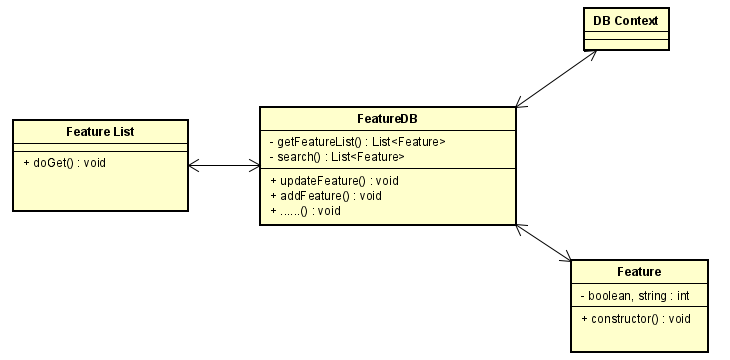 DB Context
Feature List
+ doGet() : void
FeatureDB
- getFeatureList() : List<Feature>
- search() : List<Feature>
+ updateFeature() : void
+ addFeature() : void
+ ......() : void
Feature
- boolean, string : int
+ constructor() : void